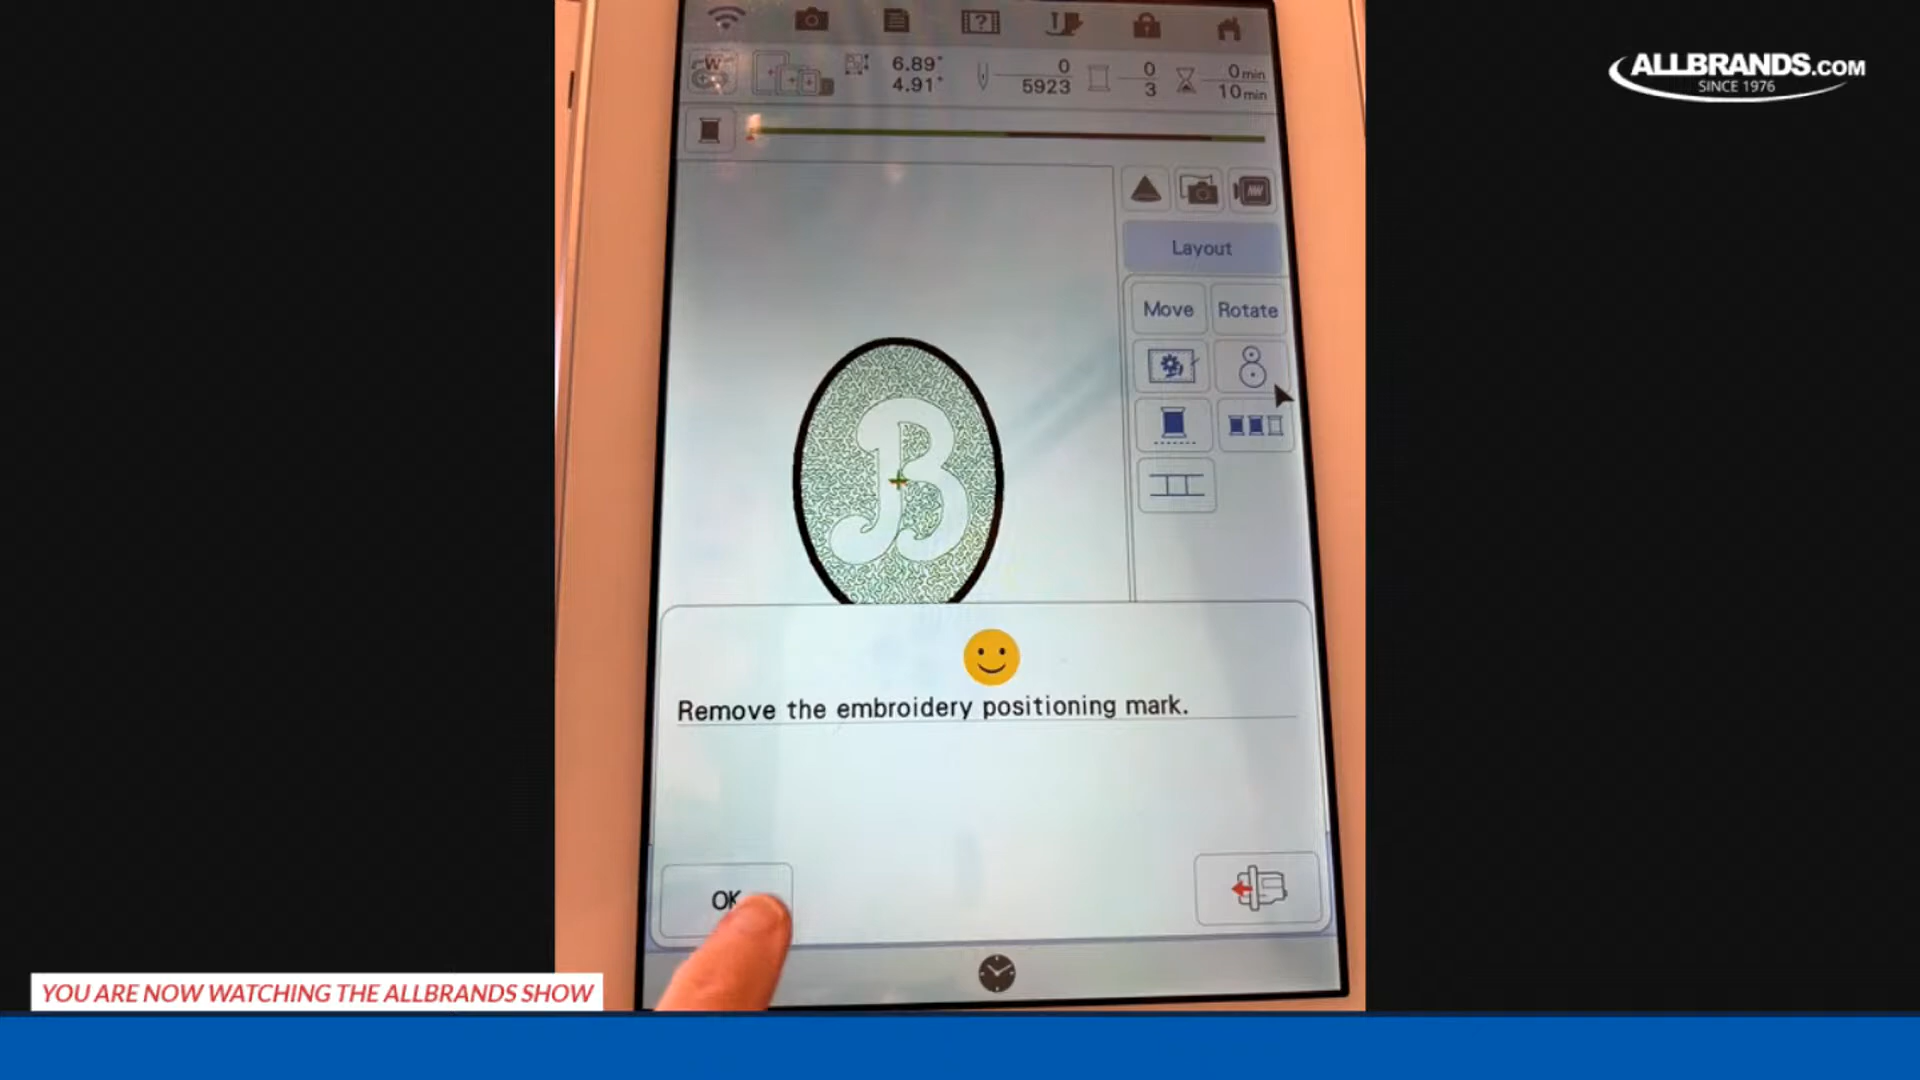 ALLBRANDS.COM
SINCE 1976
?
W
6.89"
4.91"
0
5923
0
3
0 min
10 min
Layout
Move
Rotate
B
Remove the embroidery positioning mark.
OK
YOU ARE NOW WATCHING THE ALLBRANDS SHOW